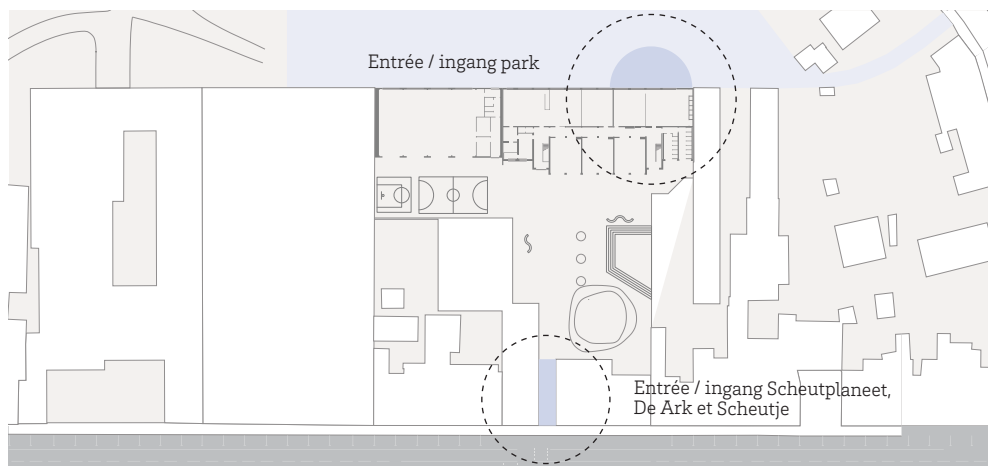 Entrée / ingang park
Entrée / ingang Scheutplaneet,
De Ark et Scheutje